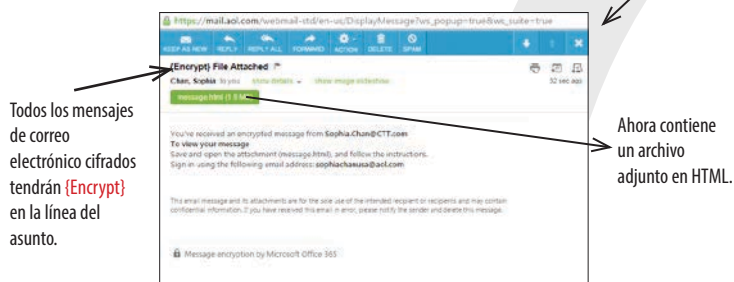 https://mail.aol.com/webmail-std/en-us/DisplayMessage?ws_popup=true&ws_suite=true
KEEP AS NEW REPLY REPLY ALL FORWARD ACTION DELETE SPAM
{Encrypt} File Attached
Chan, Sophia to you show details show image slideshow
52 sec ago
message.html
Todos los mensajes
de correo
electrónico cifrados
tendrán {Encrypt}
en la línea del
asunto.
You've received an encrypted message from Sophia.Chan@CTT.com
To view your message
Save and open the attachment (message.html), and follow the instructions.
Sign in using the following email address: sophiachanusa@aol.com
This email message and its attachments are for the sole use of the intended recipient or recipients and may contain
confidential information. If you have received this email in error, please notify the sender and delete this message.
Message encryption by Microsoft Office 365
Ahora contiene
un archivo
adjunto en HTML.